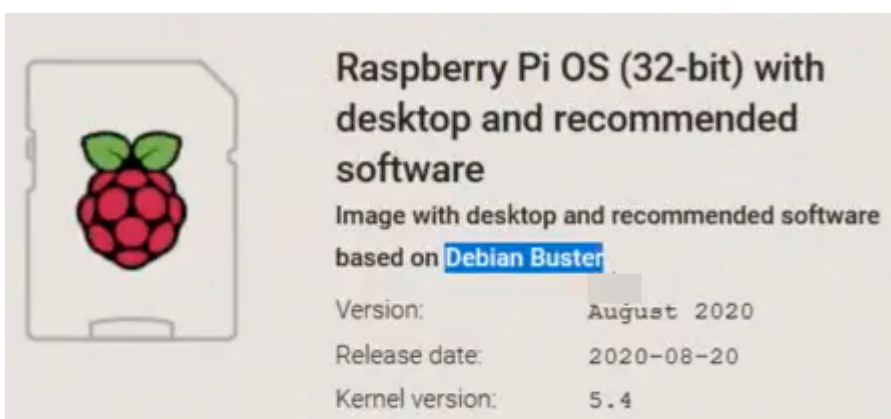 Raspberry Pi OS (32-bit) with
desktop and recommended
software
Image with desktop and recommended software
based on Debian Buster
Version: August 2020
Release date: 2020-08-20
Kernel version: 5.4